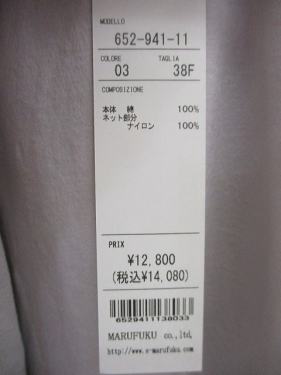 MODELLO
652-941-11
COLORE TAGLIA
03 38F
COMPOSIZIONE
本体 綿 100%
ネット部分
ナイロン 100%
PRIX
¥12,800
(税込¥14,080)
6529411138033
MARUFUKU co.,ltd,
http://www.e-marufuku.com/